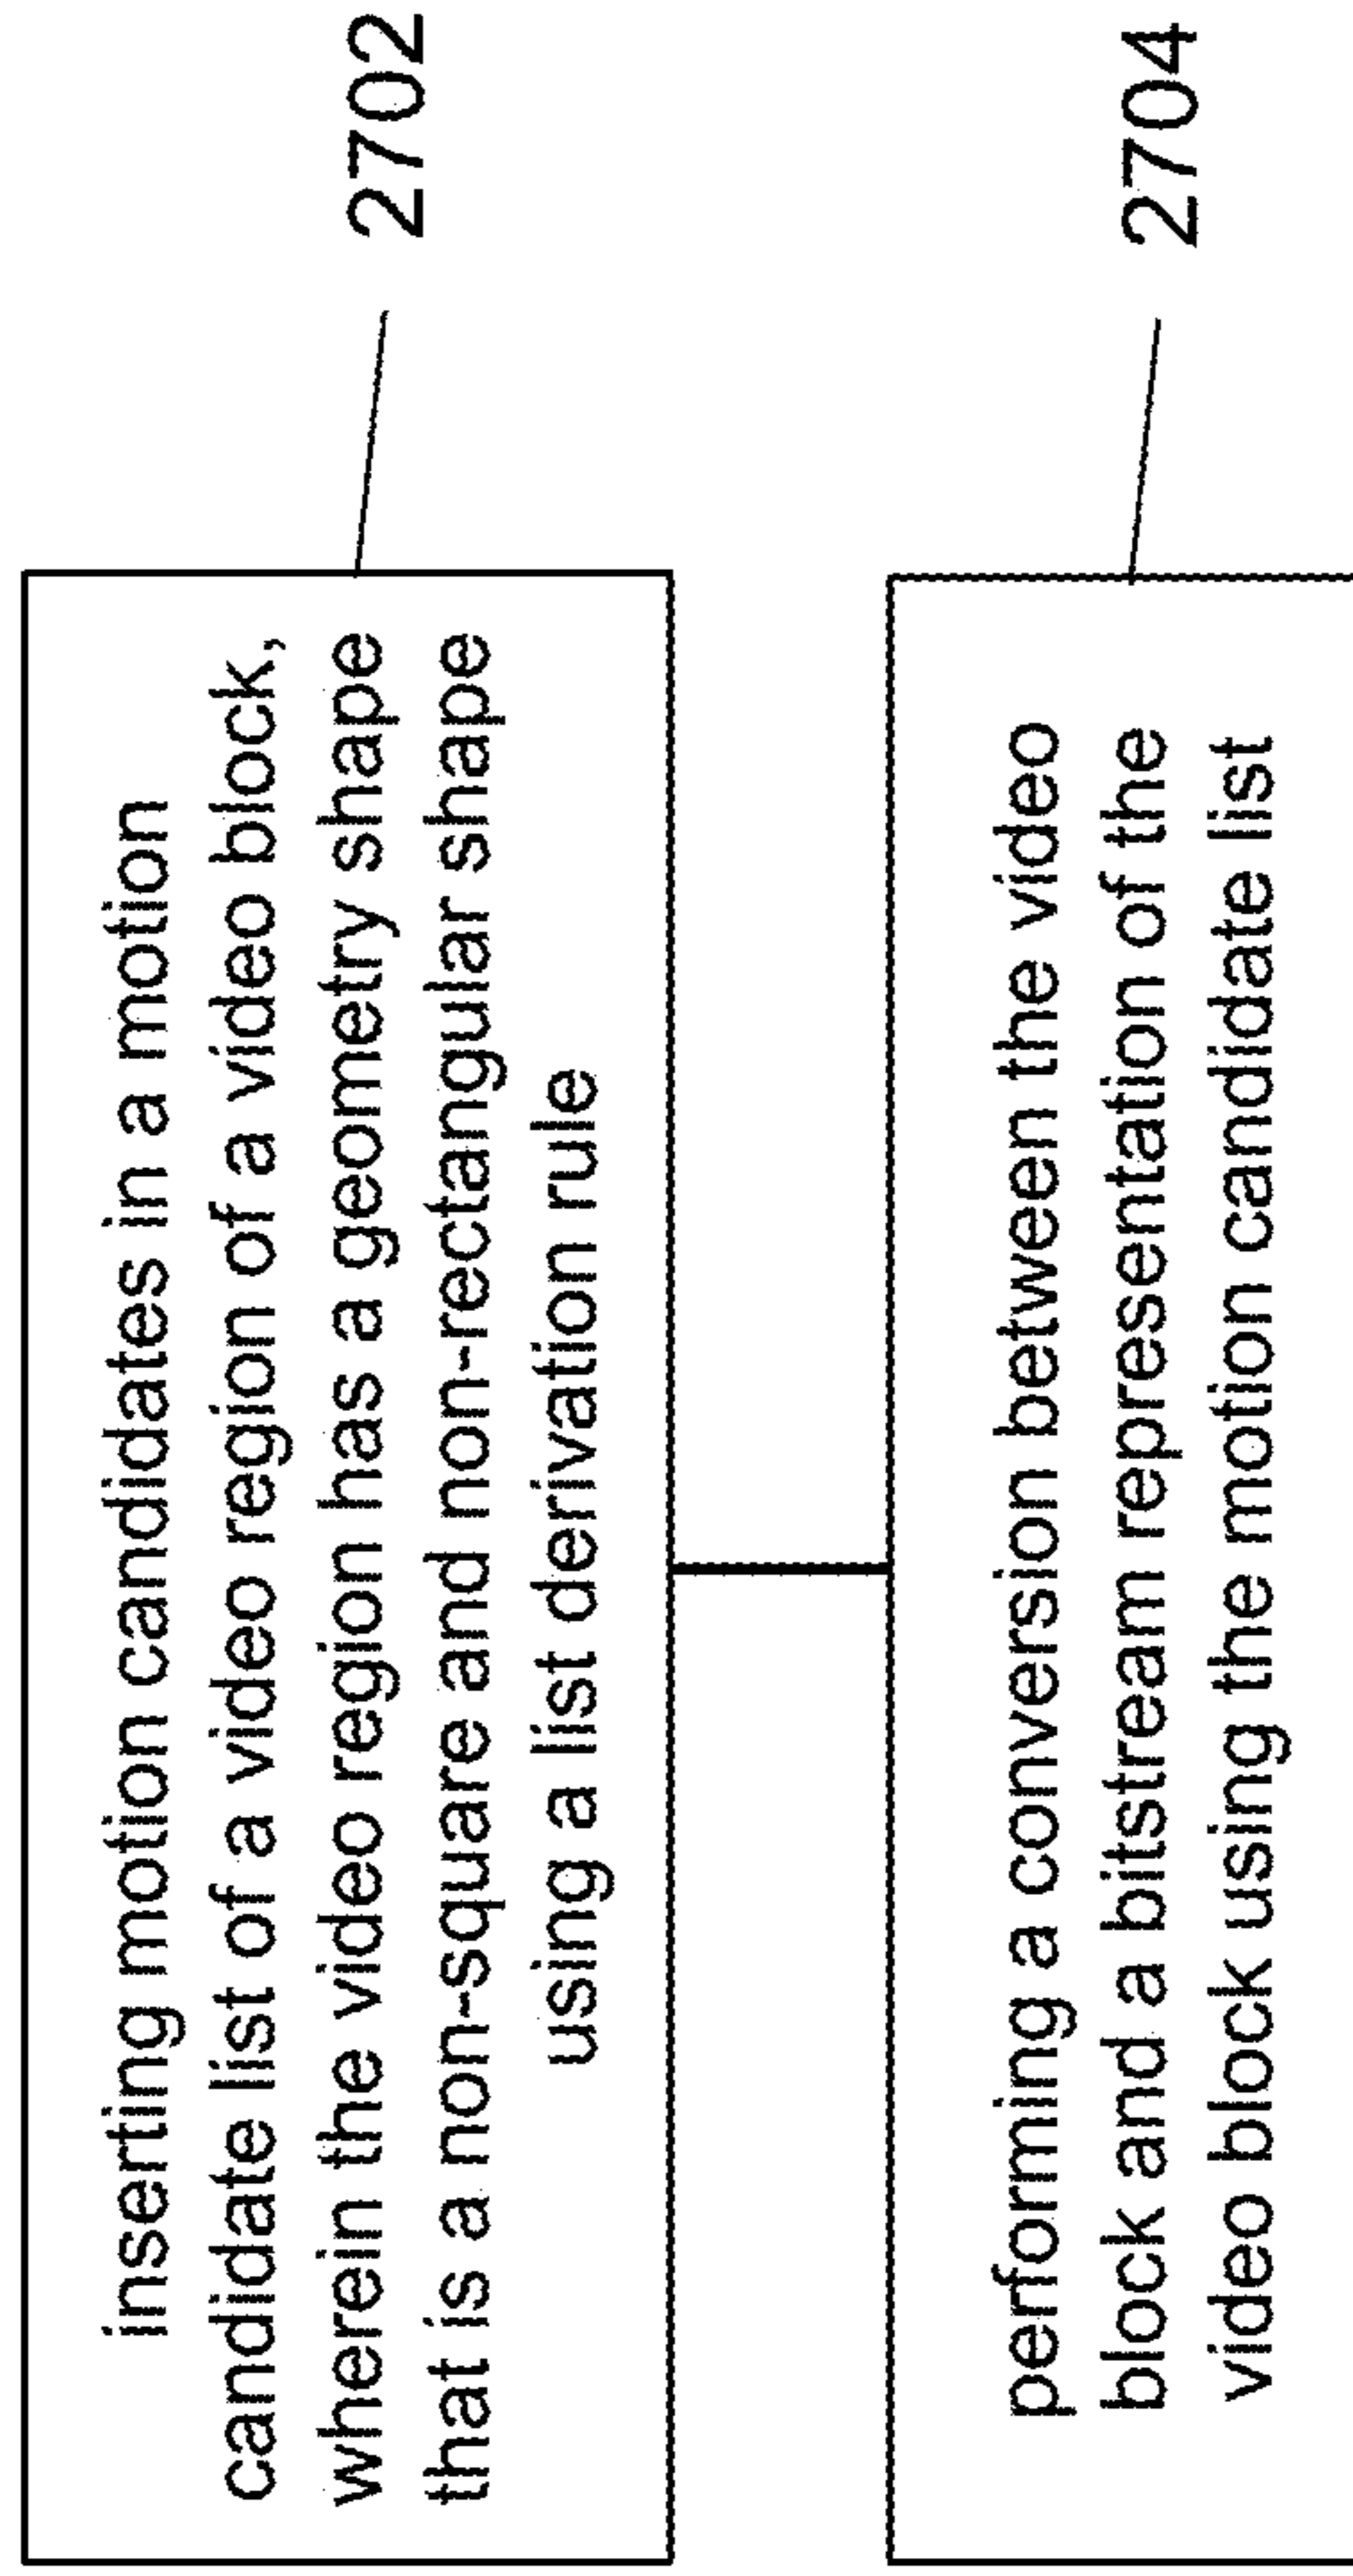 inserting motion candidates in a motion
candidate list of a video region of a video block,
wherein the video region has a geometry shape
that is a non-square and non-rectangular shape
using a list derivation rule
2702
performing a conversion between the video
block and a bitstream representation of the
video block using the motion candidate list
2704